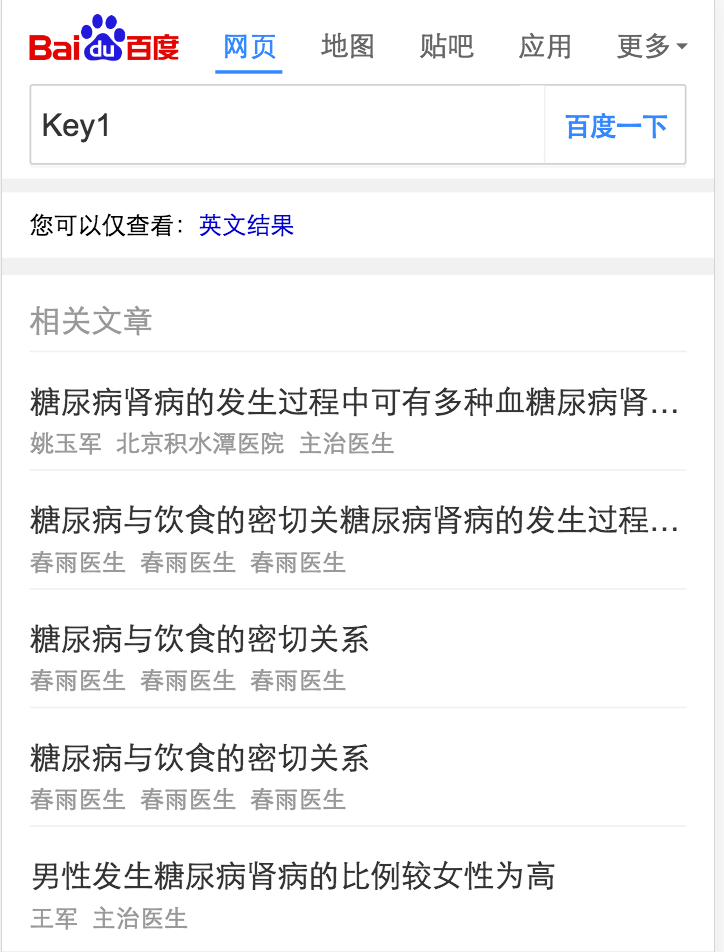 Bai du 百度 网页 地图 贴吧 应用 更多
Key1 百度一下
您可以仅查看：英文结果
相关文章
糖尿病肾病的发生过程中可有多种血糖尿病肾...
姚玉军 北京积水潭医院 主治医生
糖尿病与饮食的密切关糖尿病肾病的发生过程...
春雨医生 春雨医生 春雨医生
糖尿病与饮食的密切关系
春雨医生 春雨医生 春雨医生
糖尿病与饮食的密切关系
春雨医生 春雨医生 春雨医生
男性发生糖尿病肾病的比例较女性为高
王军 主治医生